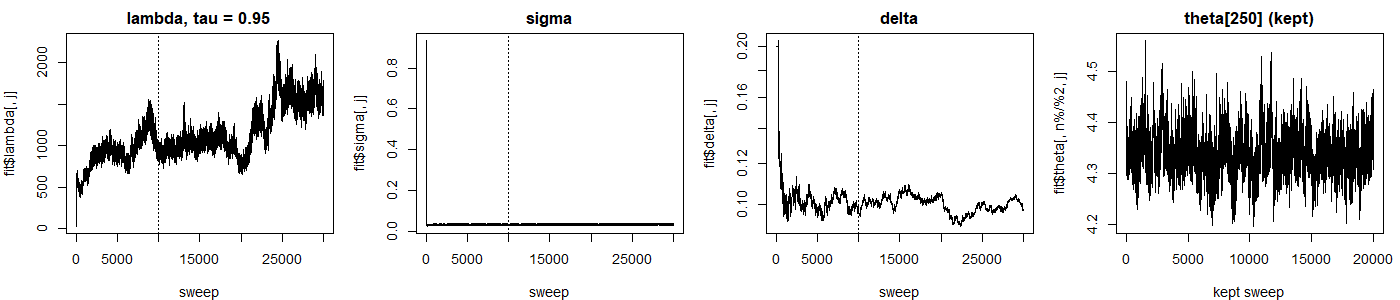 lambda, tau = 0.95
fit$lambda[, j]
0 500 1000 2000
0 5000 15000 25000
sweep
sigma
fit$sigma[, j]
0.0 0.2 0.4 0.6 0.8
0 5000 15000 25000
sweep
delta
fit$delta[, j]
0.10 0.12 0.16 0.20
0 5000 15000 25000
sweep
theta[250] (kept)
fit$theta[, n%/%2, j]
4.2 4.3 4.4 4.5
0 5000 10000 15000 20000
kept sweep